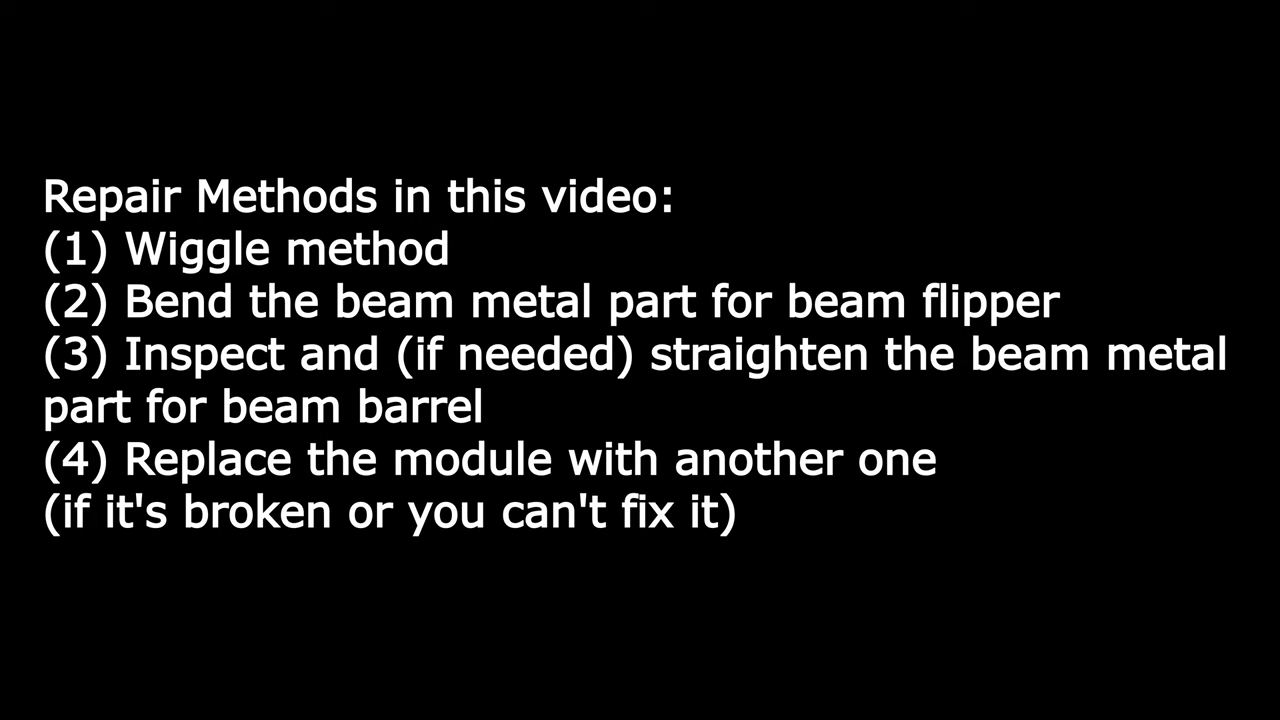 Repair Methods in this video:
(1) Wiggle method
(2) Bend the beam metal part for beam flipper
(3) Inspect and (if needed) straighten the beam metal
part for beam barrel
(4) Replace the module with another one
(if it's broken or you can't fix it)